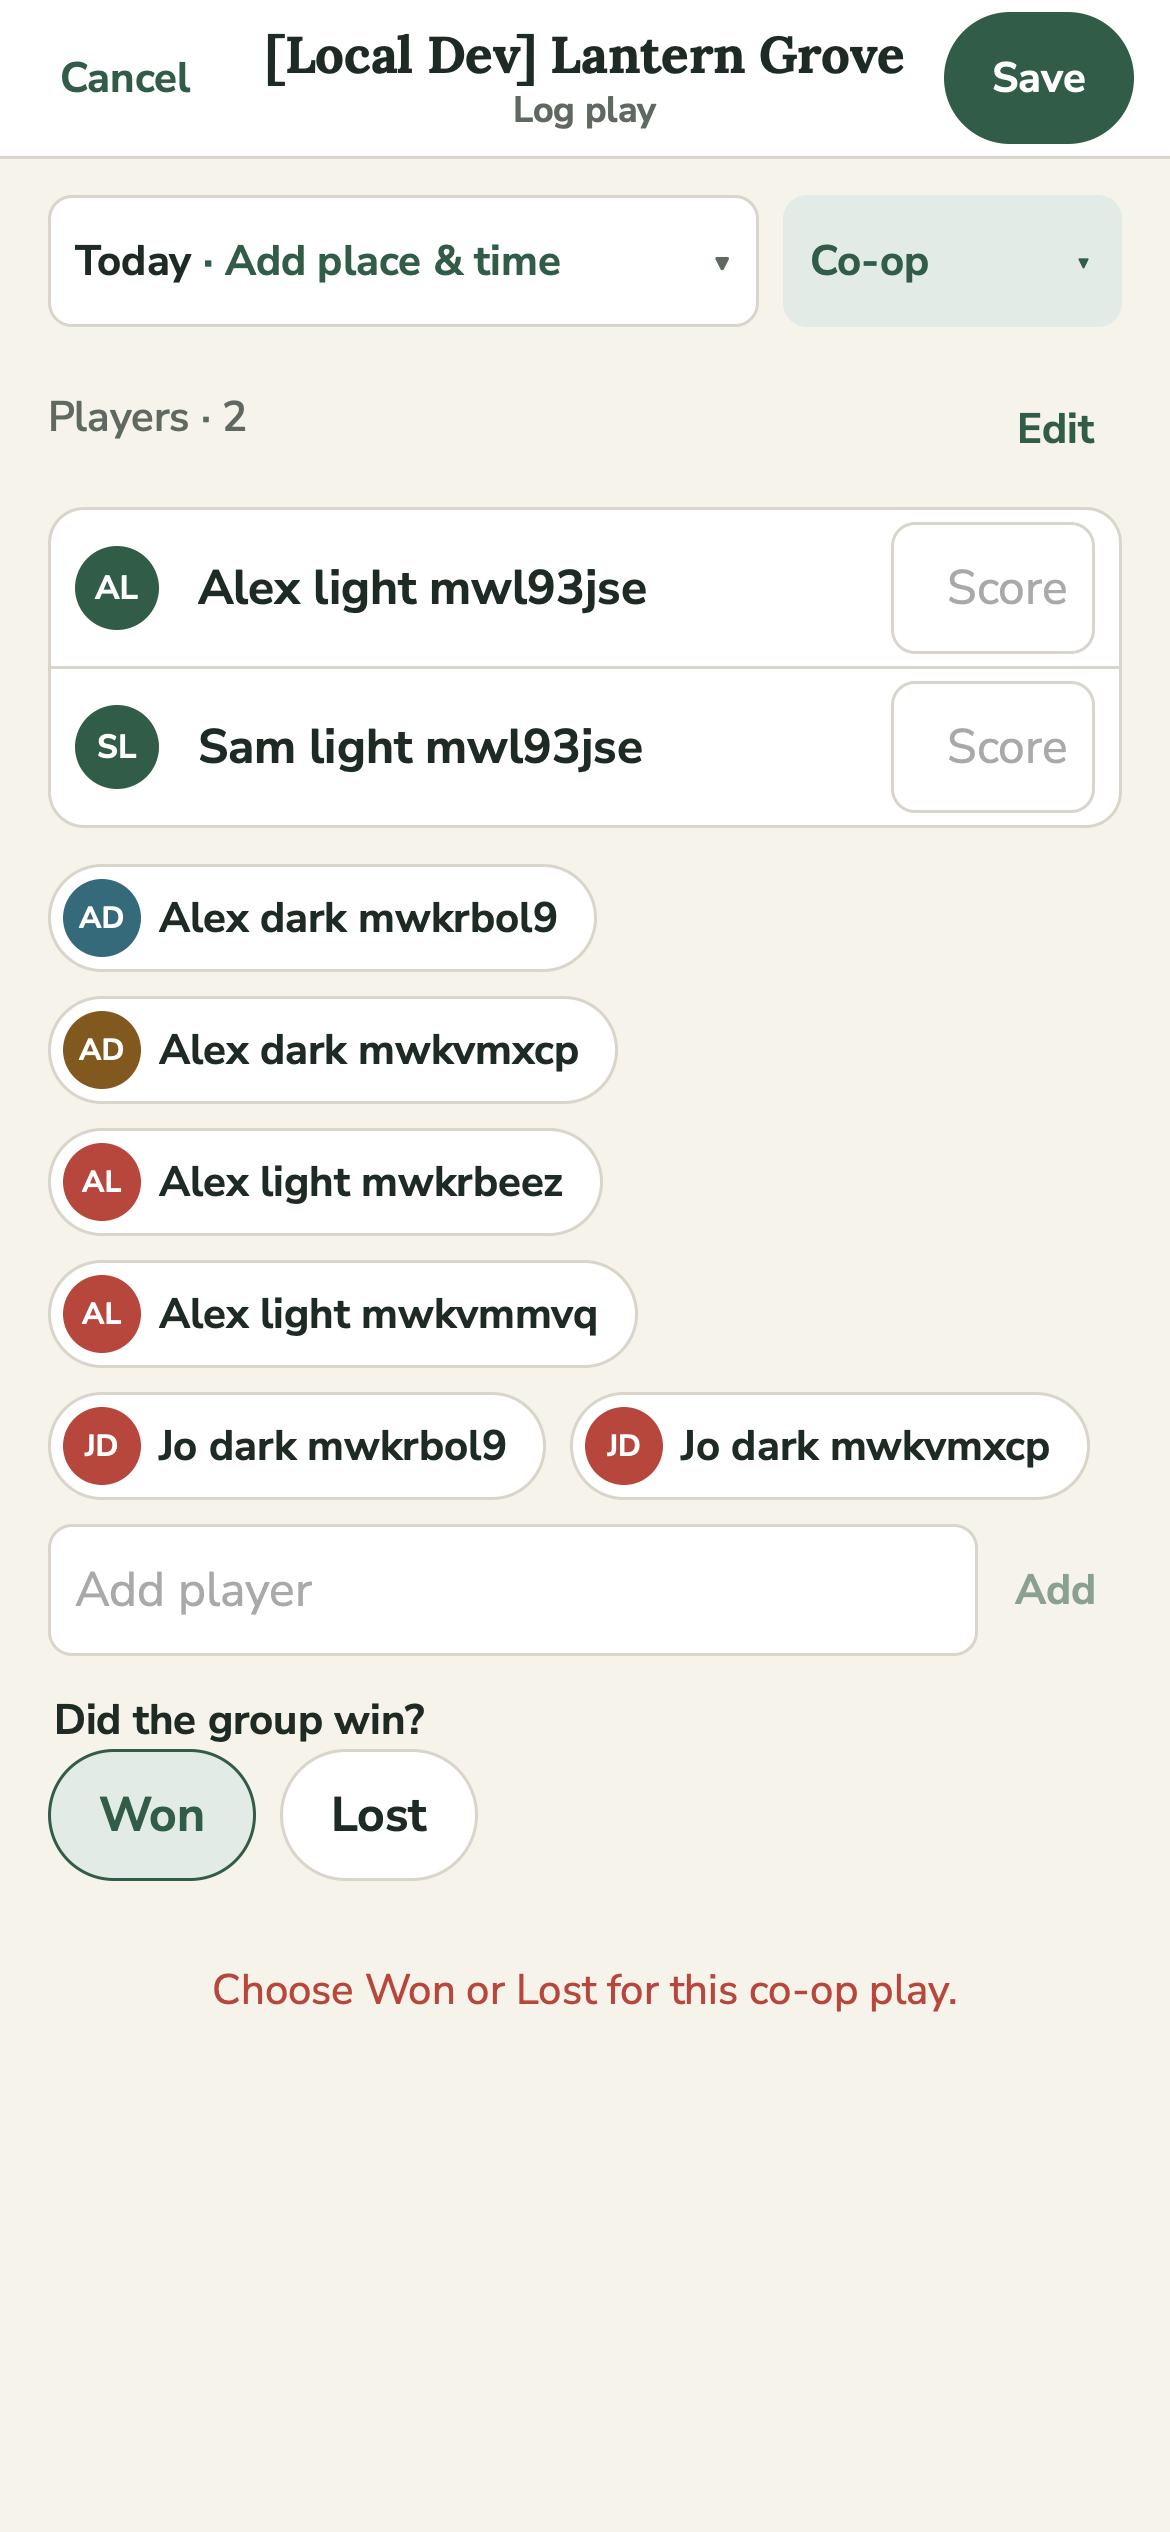 Cancel
[Local Dev] Lantern Grove
Log play
Save
Today · Add place & time
Co-op
Players · 2
Edit
AL Alex light mwl93jse Score
SL Sam light mwl93jse Score
AD Alex dark mwkrbol9
AD Alex dark mwkvmxcp
AL Alex light mwkrbeez
AL Alex light mwkvmmvq
JD Jo dark mwkrbol9
JD Jo dark mwkvmxcp
Add player
Add
Did the group win?
Won
Lost
Choose Won or Lost for this co-op play.